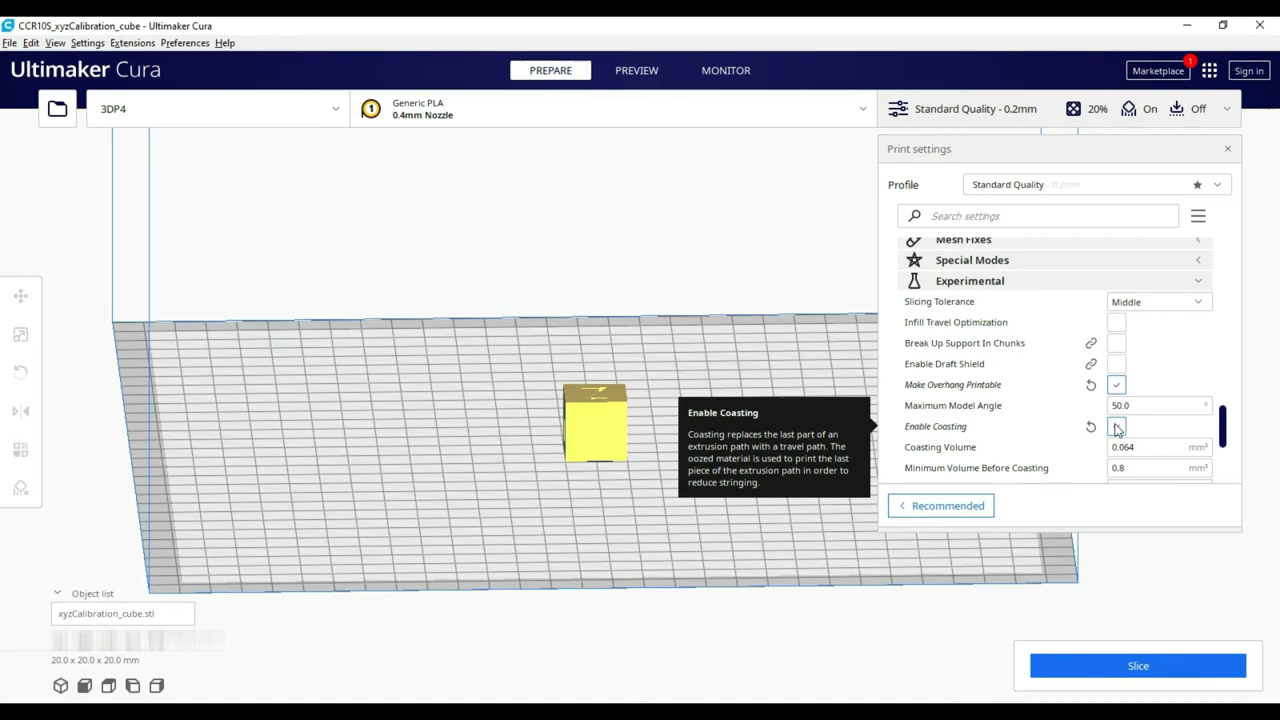 CCR10S_xyzCalibration_cube - Ultimaker Cura
File Edit View Settings Extensions Preferences Help
Ultimaker Cura
PREPARE
PREVIEW
MONITOR
Marketplace
1
Sign in
3DP4
1
Generic PLA
0.4mm Nozzle
Standard Quality - 0.2mm
20%
On
Off
Print settings
Profile
Standard Quality - 0.2mm
Search settings
Mesh Fixes
Special Modes
Experimental
Slicing Tolerance
Middle
Infill Travel Optimization
Break Up Support In Chunks
Enable Draft Shield
Make Overhang Printable
Maximum Model Angle
50.0 °
Enable Coasting
Coasting Volume
0.064 mm³
Minimum Volume Before Coasting
0.8 mm³
Recommended
Enable Coasting
Coasting replaces the last part of an
extrusion path with a travel path. The
oozed material is used to print the last
piece of the extrusion path in order to
reduce stringing.
Object list
xyzCalibration_cube.stl
20.0 x 20.0 x 20.0 mm
Slice